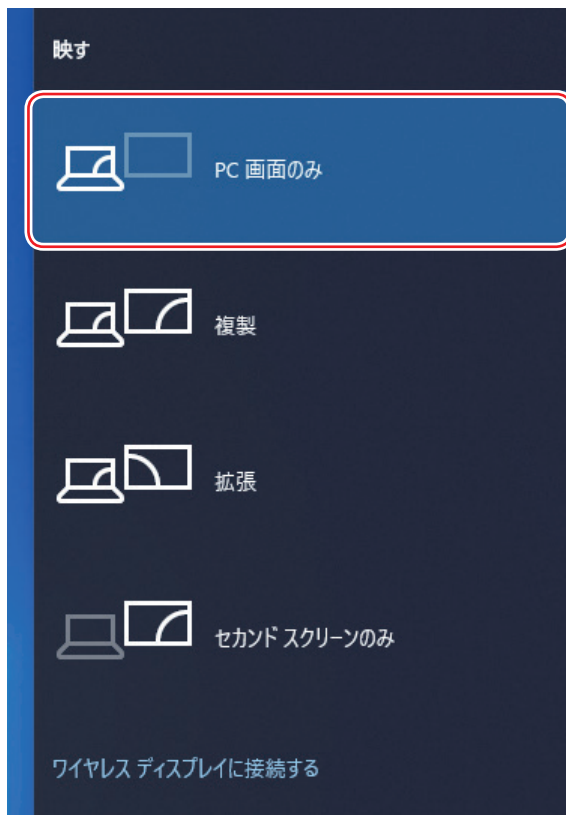 映す
PC 画面のみ
複製
拡張
セカンド スクリーンのみ
ワイヤレス ディスプレイに接続する